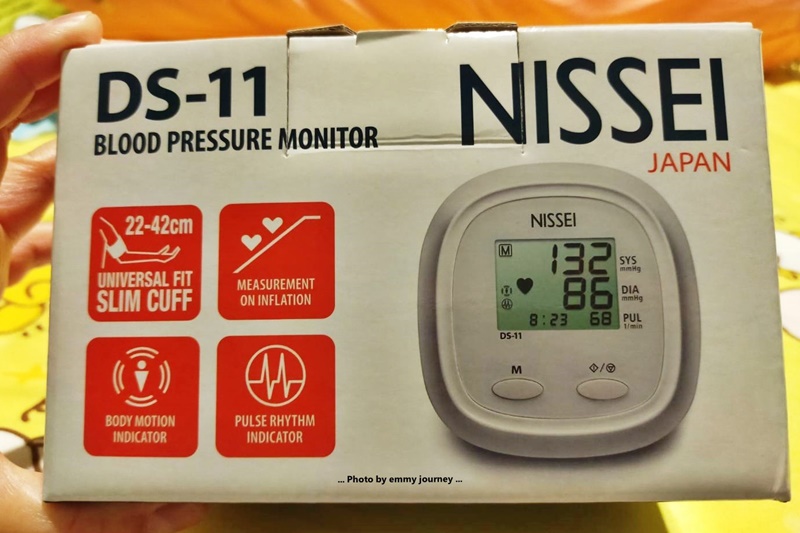 DS-11
BLOOD PRESSURE MONITOR
NISSEI
JAPAN
22-42cm
UNIVERSAL FIT
SLIM CUFF
MEASUREMENT
ON INFLATION
BODY MOTION
INDICATOR
PULSE RHYTHM
INDICATOR
NISSEI
M
132
SYS
mmHg
86
DIA
mmHg
8:23
68
PUL
1/min
DS-11
M
... Photo by emmy journey ...